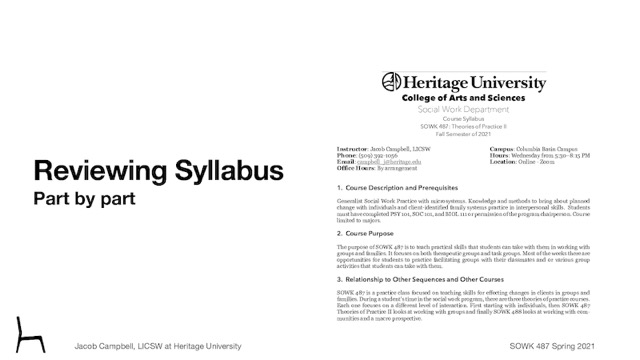 Reviewing Syllabus
Part by part
Heritage University
College of Arts and Sciences
Social Work Department
Course Syllabus
SOWK 487: Theories of Practice II
Fall Semester of 2021
Instructor: Jacob Campbell, LICSW
Phone: (509) 392-1056
Email: campbell_j@heritage.edu
Office Hours: By arrangement
Campus: Columbia Basin Campus
Hours: Wednesday from 5:30–8:15 PM
Location: Online - Zoom
1. Course Description and Prerequisites
Generalist Social Work Practice with microsystems. Knowledge and methods to bring about planned
change with individuals and client-identified family systems practice in interpersonal skills. Students
must have completed PSY 101, SOC 101, and BIOL 111 or permission of the program chairperson. Course
limited to majors.
2. Course Purpose
The purpose of SOWK 487 is to teach practical skills that students can take with them in working with
groups and families. It focuses on both therapeutic groups and task groups. Most of the weeks there are
opportunities for students to practice facilitating groups with their classmates and or various group
activities that students can take with them.
3. Relationship to Other Sequences and Other Courses
SOWK 487 is a practice class focused on teaching skills for effecting changes in clients in groups and
families. During a student's time in the social work program, there are three theories of practice courses.
Each one focuses on a different level of interaction. First starting with individuals, then SOWK 487
Theories of Practice II looks at working with groups and finally SOWK 488 looks at working with com-
munities and a macro perspective.
Jacob Campbell, LICSW at Heritage University
SOWK 487 Spring 2021